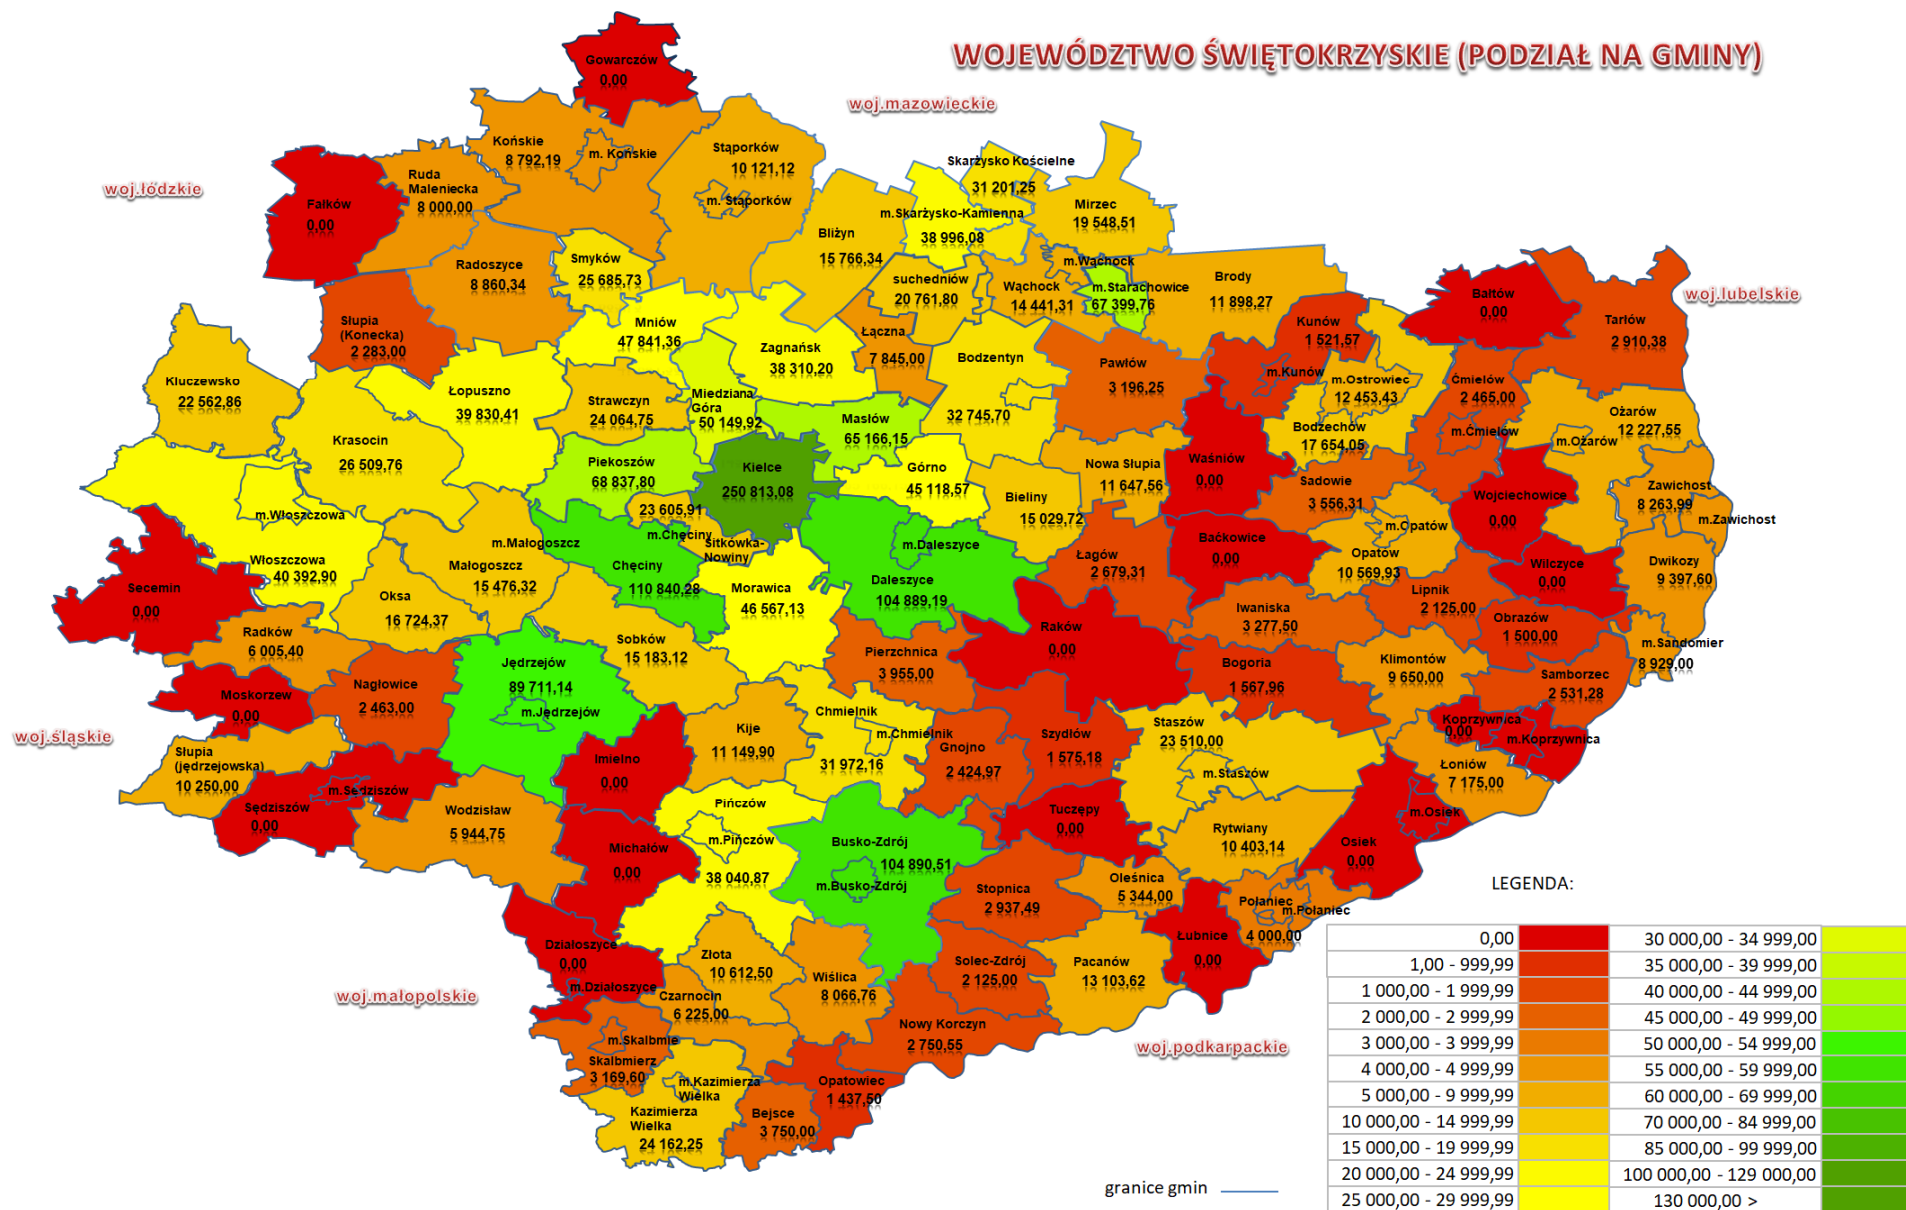 WOJEWÓDZTWO ŚWIĘTOKRZYSKIE (PODZIAŁ NA GMINY)
woj.mazowieckie
woj.łódzkie
woj.lubelskie
woj.śląskie
woj.małopolskie
woj.podkarpackie
Gowarczów
0,00
Końskie
8 792,19
m. Końskie
Stąporków
10 121,12
m. Stąporków
Ruda
Maleniecka
8 000,00
Fałków
0,00
Skarżysko Kościelne
31 201,25
m.Skarżysko-Kamienna
38 996,08
Mirzec
19 548,51
Bliżyn
15 766,34
Radoszyce
8 860,34
Smyków
25 685,73
suchedniów
20 761,80
Wąchock
14 441,31
m.Wąchock
m.Starachowice
67 399,76
Brody
11 898,27
Bałtów
0,00
Tarłów
2 910,38
Słupia
(Konecka)
2 283,00
Mniów
47 841,36
Zagnańsk
38 310,20
Łączna
7 845,00
Bodzentyn
32 745,70
Pawłów
3 196,25
Kunów
1 521,57
m.Kunów
m.Ostrowiec
12 453,43
Ćmielów
2 465,00
m.Ćmielów
Ożarów
12 227,55
m.Ożarów
Kluczewsko
22 562,86
Łopuszno
39 830,41
Strawczyn
24 064,75
Miedziana
Góra
50 149,92
Masłów
65 166,15
Bodzechów
17 654,05
Krasocin
26 509,76
Piekoszów
68 837,80
Kielce
250 813,08
Górno
45 118,57
Nowa Słupia
11 647,56
Waśniów
0,00
Sadowie
3 556,31
Wojciechowice
0,00
Zawichost
8 263,99
m.Zawichost
Bieliny
15 029,72
23 605,91
Sitkówka-
Nowiny
m.Włoszczowa
Włoszczowa
40 392,90
m.Małogoszcz
Małogoszcz
15 476,32
m.Chęciny
Chęciny
110 840,28
m.Daleszyce
Daleszyce
104 889,19
Łagów
2 679,31
Baćkowice
0,00
m.Opatów
Opatów
10 569,93
Wilczyce
0,00
Dwikozy
9 397,60
Secemin
0,00
Oksa
16 724,37
Morawica
46 567,13
Lipnik
2 125,00
Iwaniska
3 277,50
Obrazów
1 500,00
Radków
6 005,40
Sobków
15 183,12
Raków
0,00
Pierzchnica
3 955,00
Bogoria
1 567,96
Klimontów
9 650,00
m.Sandomier
8 929,00
Samborzec
2 531,28
Jędrzejów
89 711,14
m.Jędrzejów
Nagłowice
2 463,00
Moskorzew
0,00
Kije
11 149,90
Chmielnik
m.Chmielnik
31 972,16
Gnojno
2 424,97
Szydłów
1 575,18
Staszów
23 510,00
m.Staszów
Koprzywnica
0,00
m.Koprzywnica
Łoniów
7 175,00
Słupia
(jędrzejowska)
10 250,00
Imielno
0,00
m.Sędziszów
Sędziszów
0,00
Wodzisław
5 944,75
Pińczów
m.Pińczów
38 040,87
Tuczępy
0,00
Rytwiany
10 403,14
m.Osiek
Osiek
0,00
Michałów
0,00
Busko-Zdrój
104 890,51
m.Busko-Zdrój
Stopnica
2 937,49
Oleśnica
5 344,00
Połaniec
m.Połaniec
4 000,00
Łubnice
0,00
Działoszyce
0,00
m.Działoszyce
Złota
10 612,50
Wiślica
8 066,76
Solec-Zdrój
2 125,00
Pacanów
13 103,62
Czarnocin
6 225,00
Nowy Korczyn
2 750,55
m.Skalbmie
Skalbmierz
3 169,60
m.Kazimierza
Wielka
Kazimierza
Wielka
24 162,25
Opatowiec
1 437,50
Bejsce
3 750,00
granice gmin
LEGENDA:
0,00
1,00 - 999,99
1 000,00 - 1 999,99
2 000,00 - 2 999,99
3 000,00 - 3 999,99
4 000,00 - 4 999,99
5 000,00 - 9 999,99
10 000,00 - 14 999,99
15 000,00 - 19 999,99
20 000,00 - 24 999,99
25 000,00 - 29 999,99
30 000,00 - 34 999,00
35 000,00 - 39 999,00
40 000,00 - 44 999,00
45 000,00 - 49 999,00
50 000,00 - 54 999,00
55 000,00 - 59 999,00
60 000,00 - 69 999,00
70 000,00 - 84 999,00
85 000,00 - 99 999,00
100 000,00 - 129 000,00
130 000,00 >